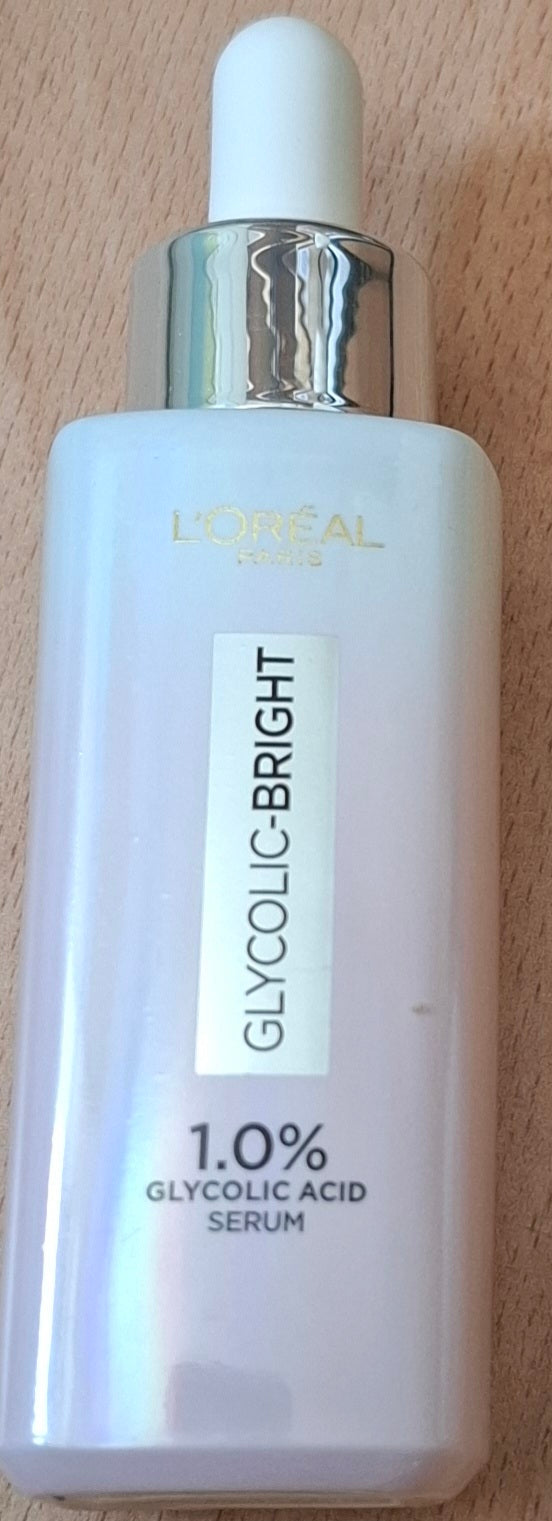 L'ORÉAL
PARIS
GLYCOLIC-BRIGHT
1.0%
GLYCOLIC ACID
SERUM